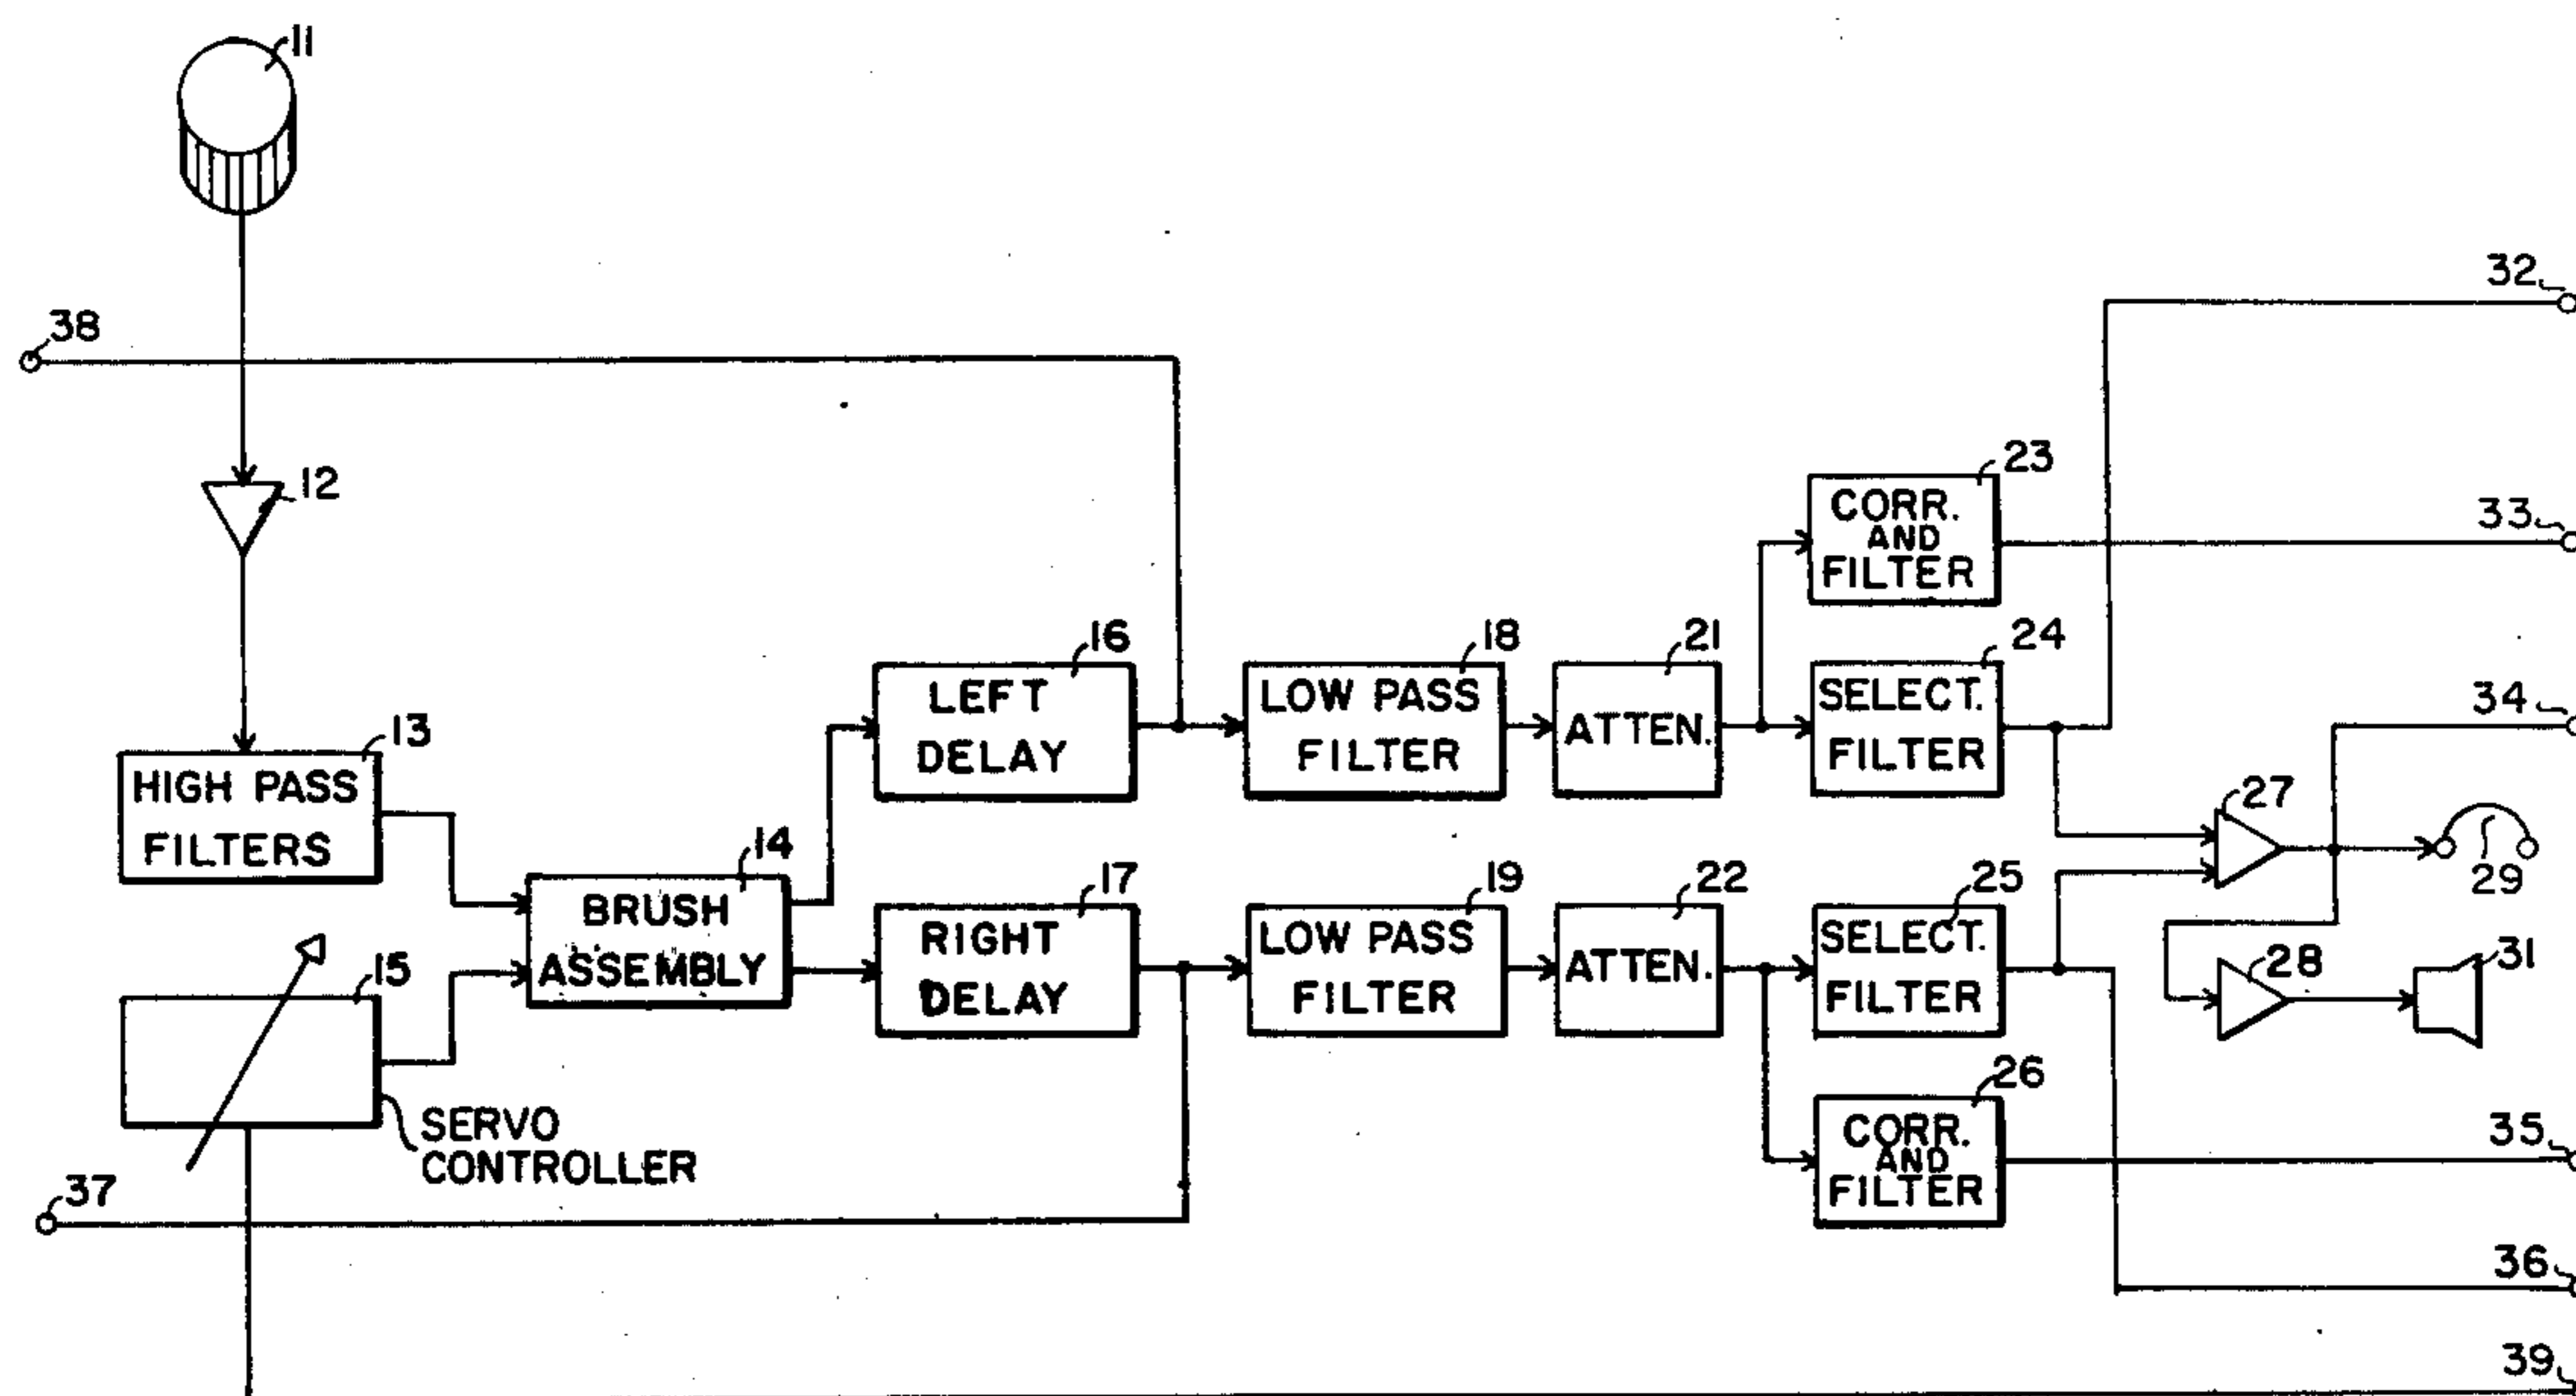 11
38
12
13
HIGH PASS
FILTERS
15
SERVO
CONTROLLER
37
14
BRUSH
ASSEMBLY
16
LEFT
DELAY
17
RIGHT
DELAY
18
LOW PASS
FILTER
19
LOW PASS
FILTER
21
ATTEN.
22
ATTEN.
23
CORR.
AND
FILTER
24
SELECT.
FILTER
25
SELECT.
FILTER
26
CORR.
AND
FILTER
27
28
29
31
32
33
34
35
36
39